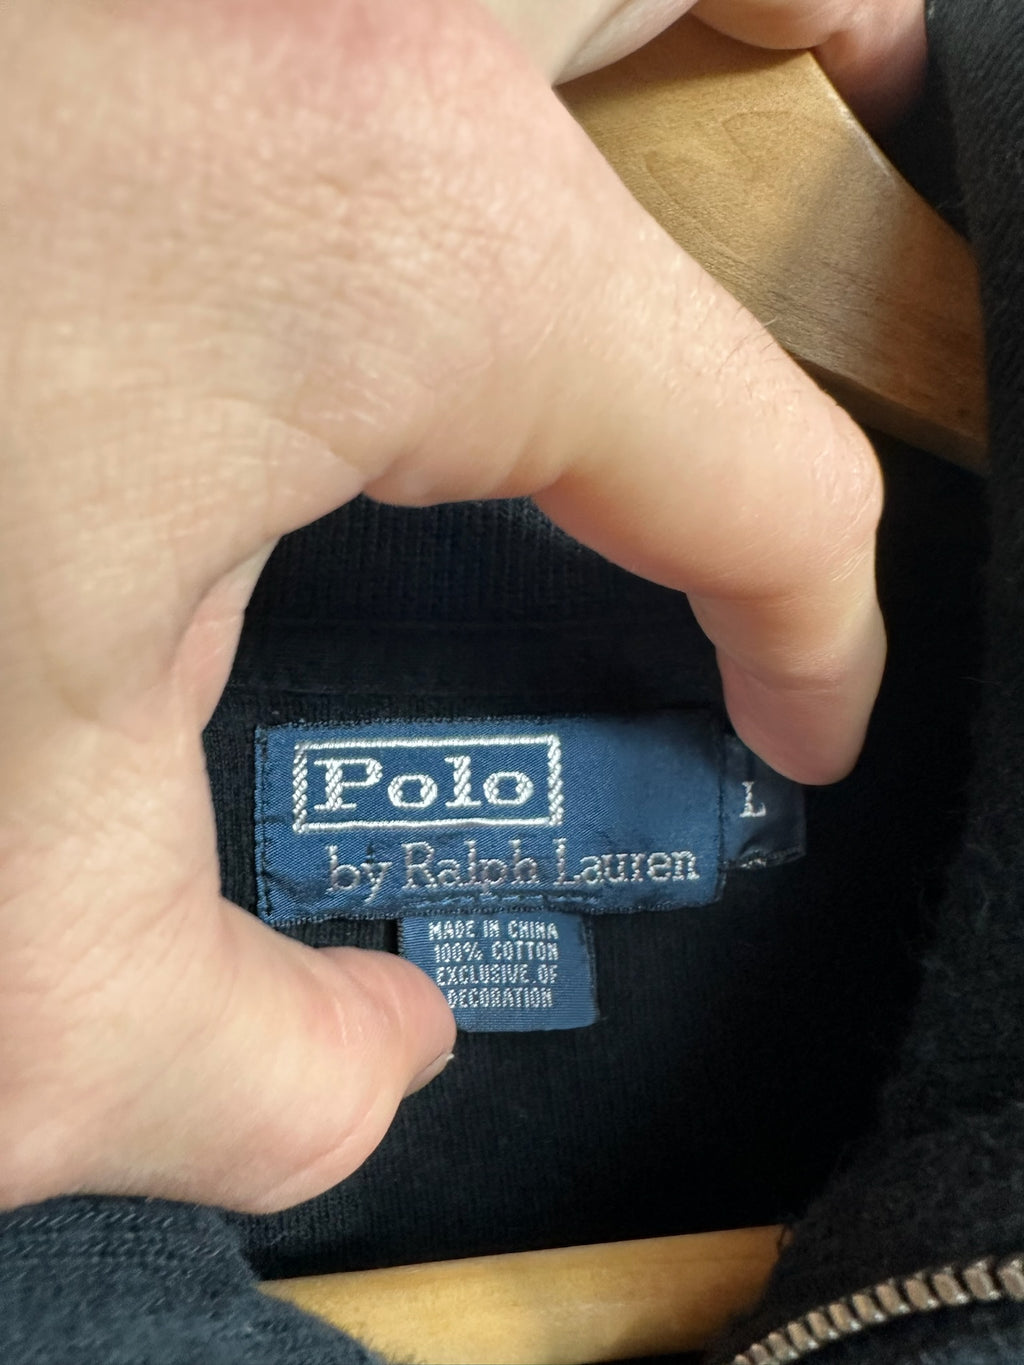 Polo
by Ralph Lauren
L
MADE IN CHINA
100% COTTON
EXCLUSIVE OF
DECORATION